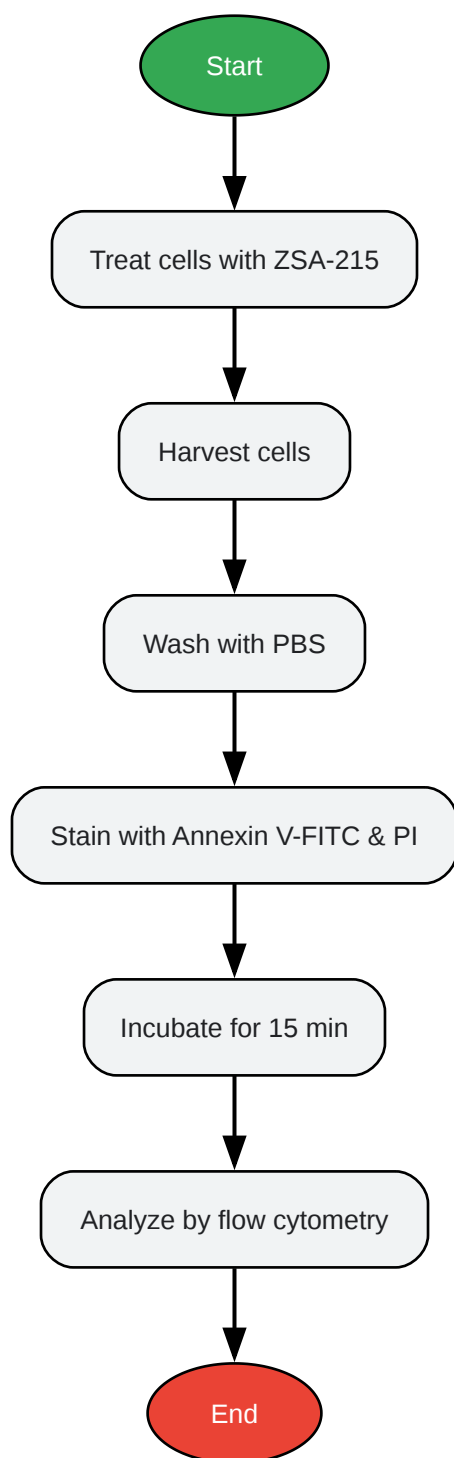 Start
Treat cells with ZSA-215
Harvest cells
Wash with PBS
Stain with Annexin V-FITC & PI
Incubate for 15 min
Analyze by flow cytometry
End